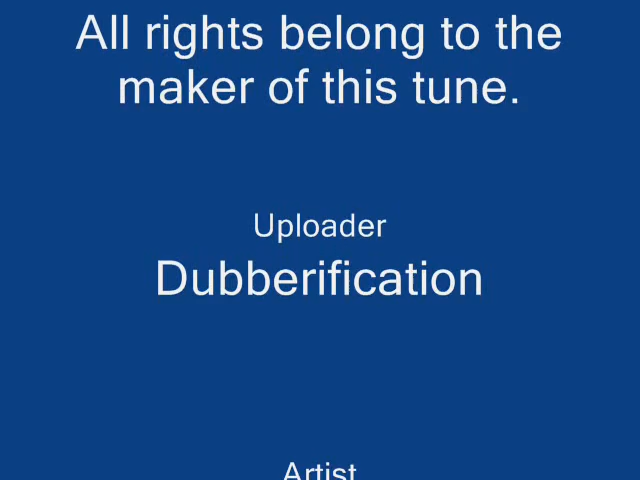 All rights belong to the
maker of this tune.
Uploader
Dubberification
Artist